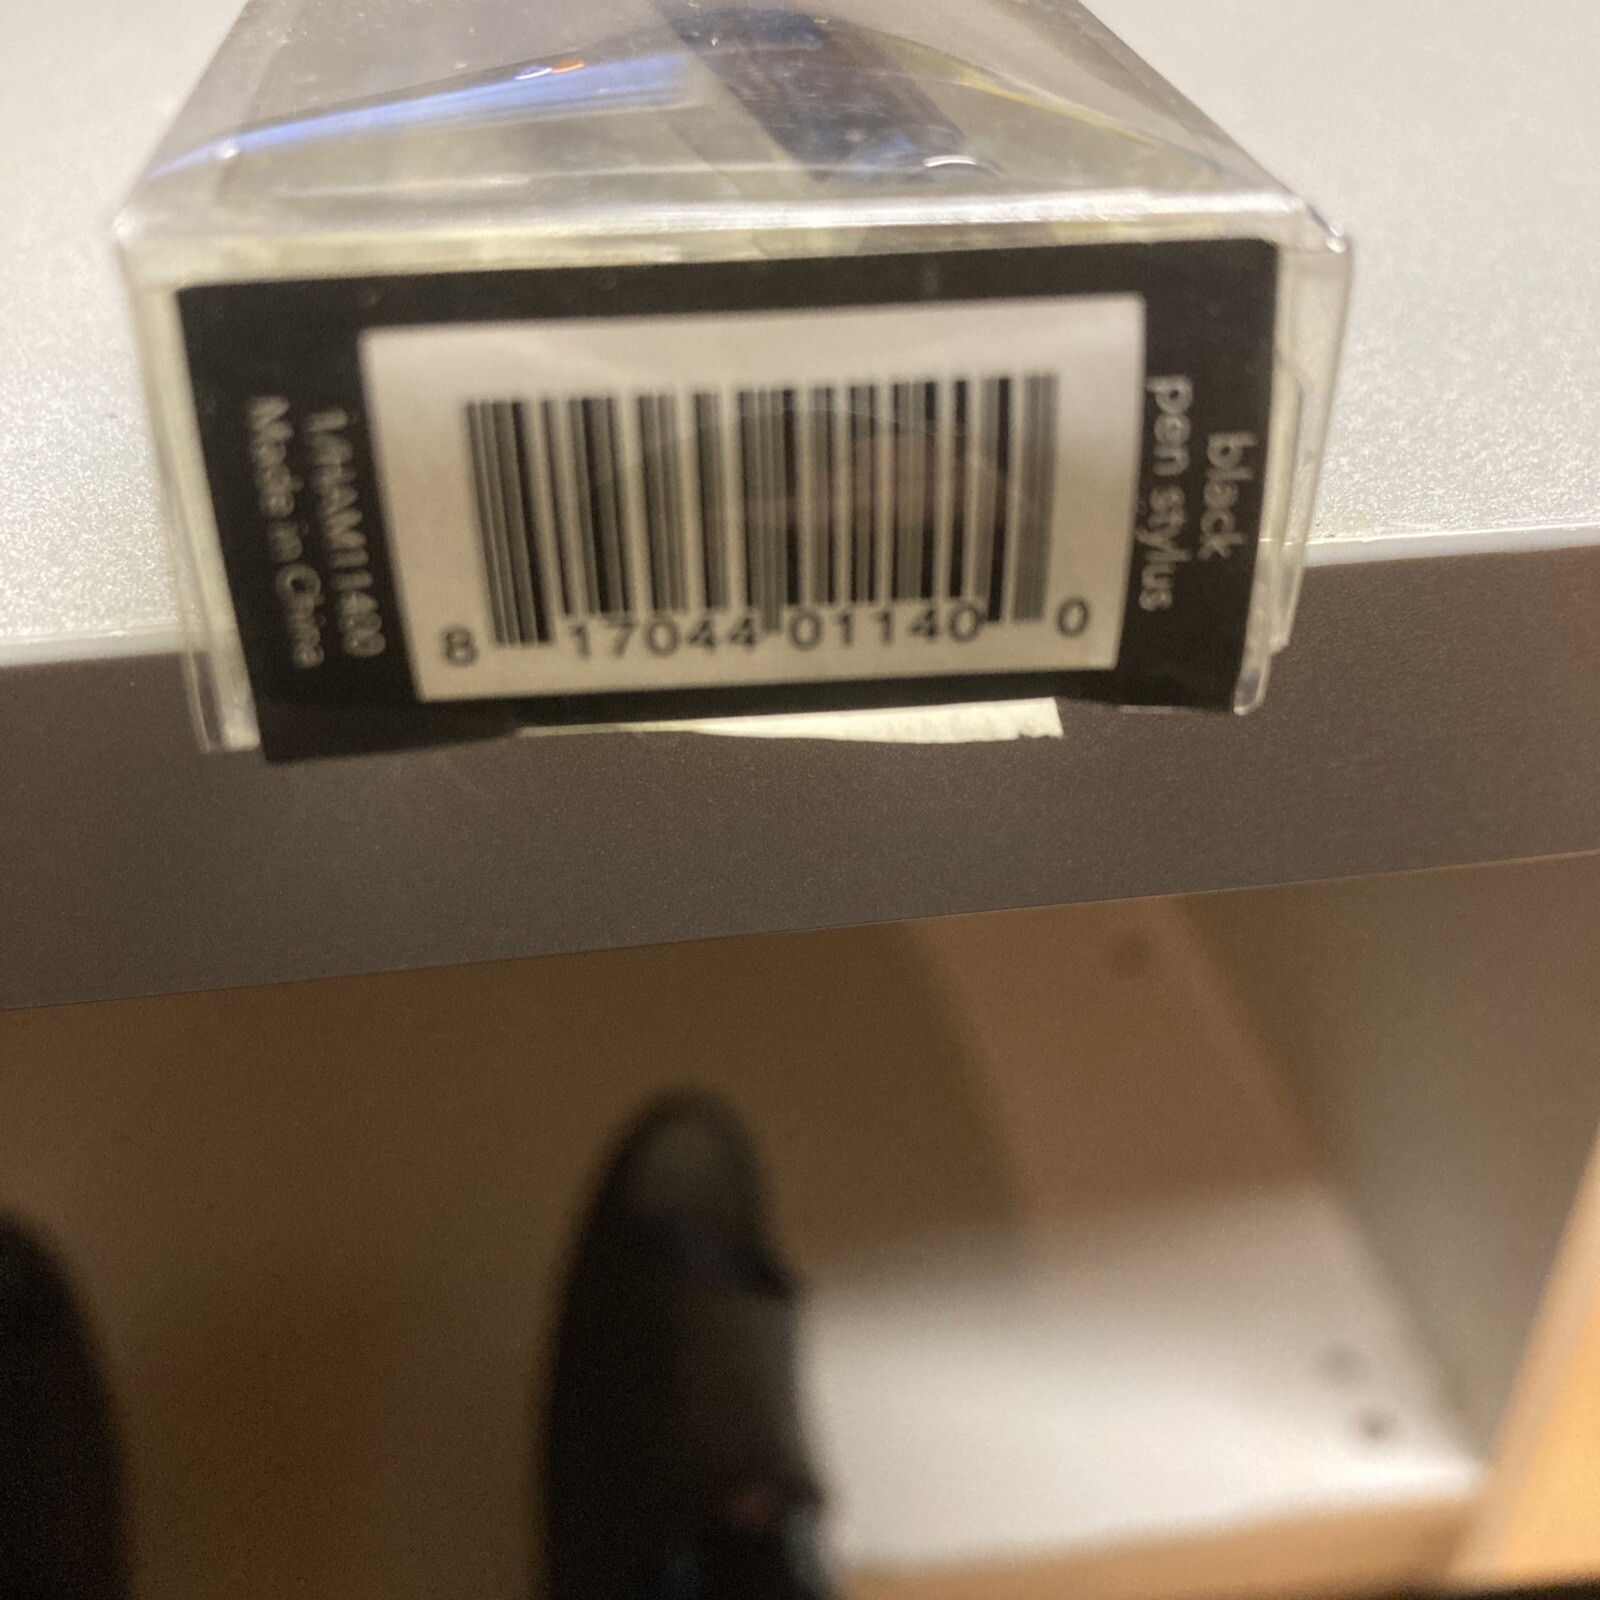 Made in China
8 17044 01140 0
black
pen stylus